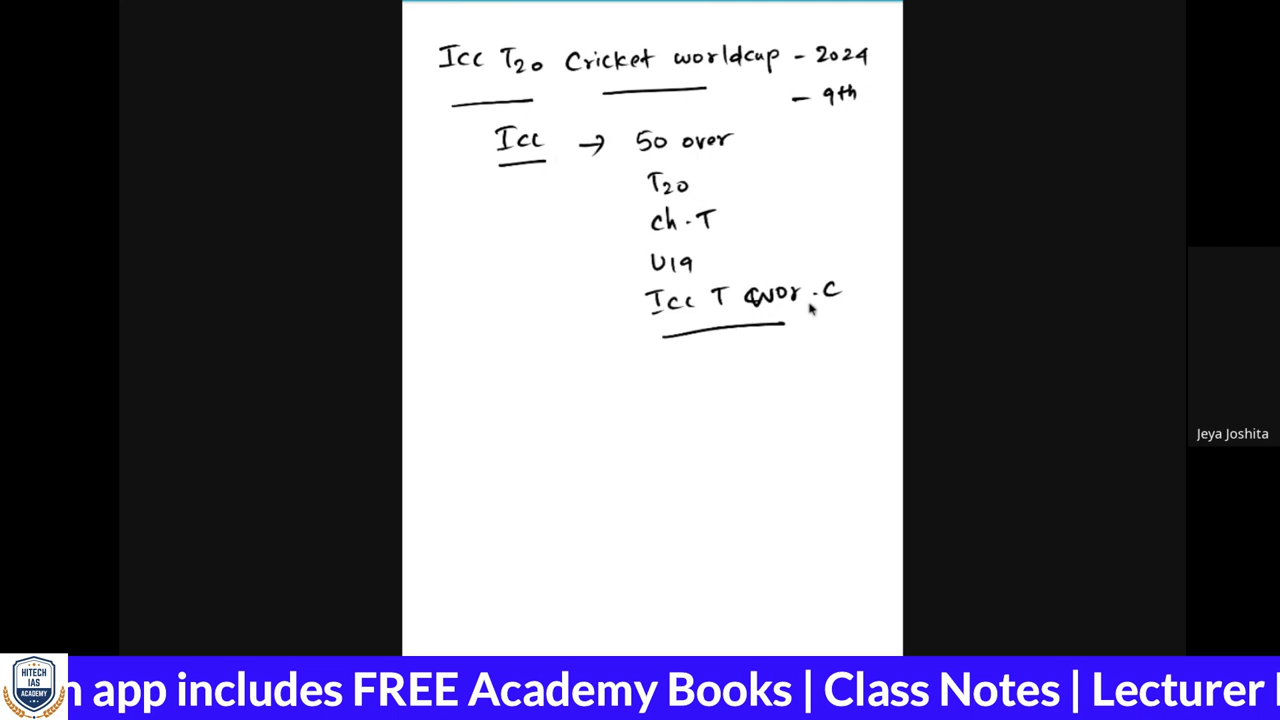 Icc T20 Cricket worldcup - 2024
- 9th
Icc → 50 over
T20
ch.T
U19
Icc T wor.c
Jeya Joshita
HITECH
IAS
ACADEMY
n app includes FREE Academy Books | Class Notes | Lecturer